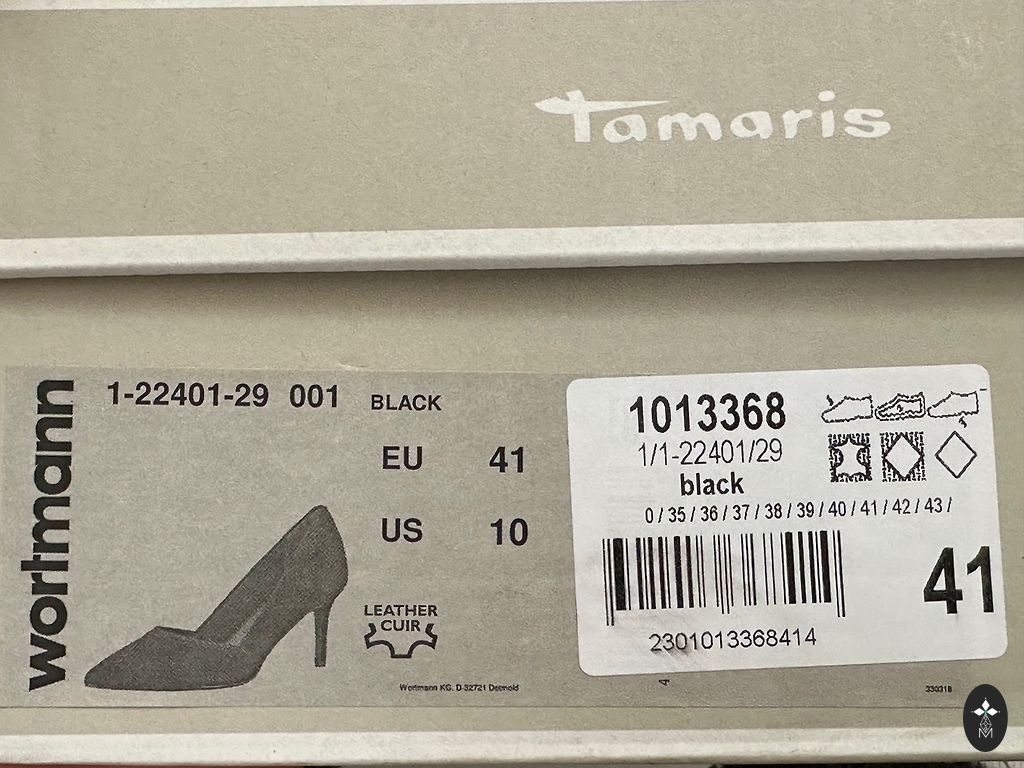 Tamaris
wortmann
1-22401-29 001 BLACK
EU 41
US 10
LEATHER
CUIR
Wortmann KG. D-32721 Detmold
1013368
1/1-22401/29
black
0 / 35 / 36 / 37 / 38 / 39 / 40 / 41 / 42 / 43 /
41
2301013368414
4
330318
M